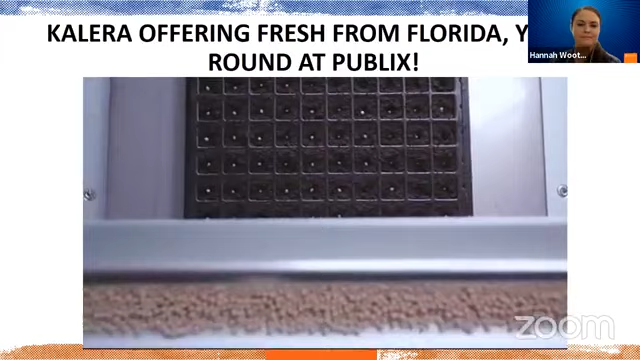 KALERA OFFERING FRESH FROM FLORIDA,
ROUND AT PUBLIX!
Hannah Woot...
zoom